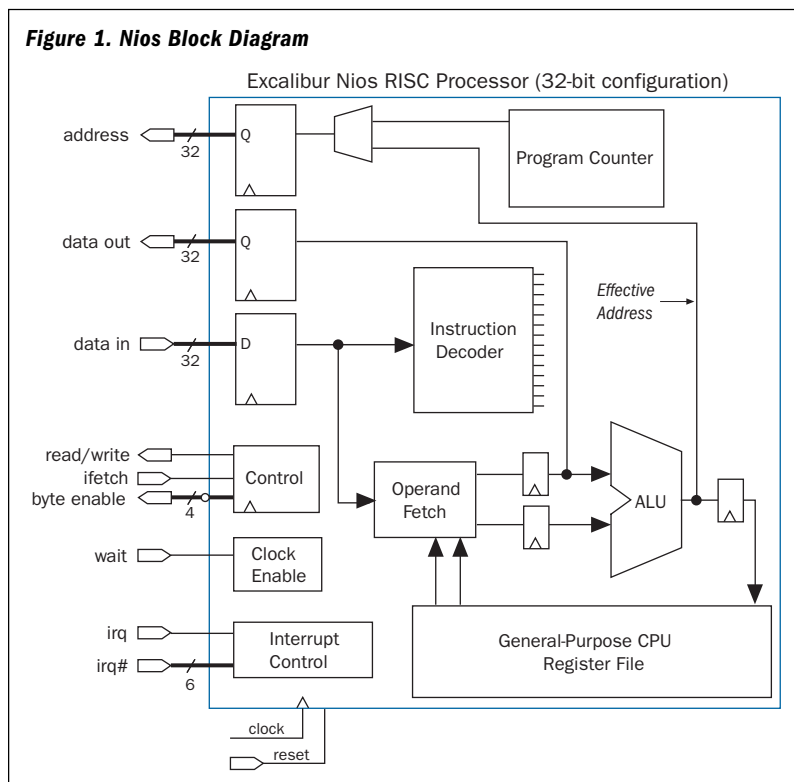 Figure 1. Nios Block Diagram
Excalibur Nios RISC Processor (32-bit configuration)
address
32
Q
Program Counter
data out
32
Q
Effective
Address
data in
32
D
Instruction
Decoder
read/write
ifetch
byte enable
4
Control
Operand
Fetch
ALU
wait
Clock
Enable
irq
irq#
6
Interrupt
Control
General-Purpose CPU
Register File
clock
reset